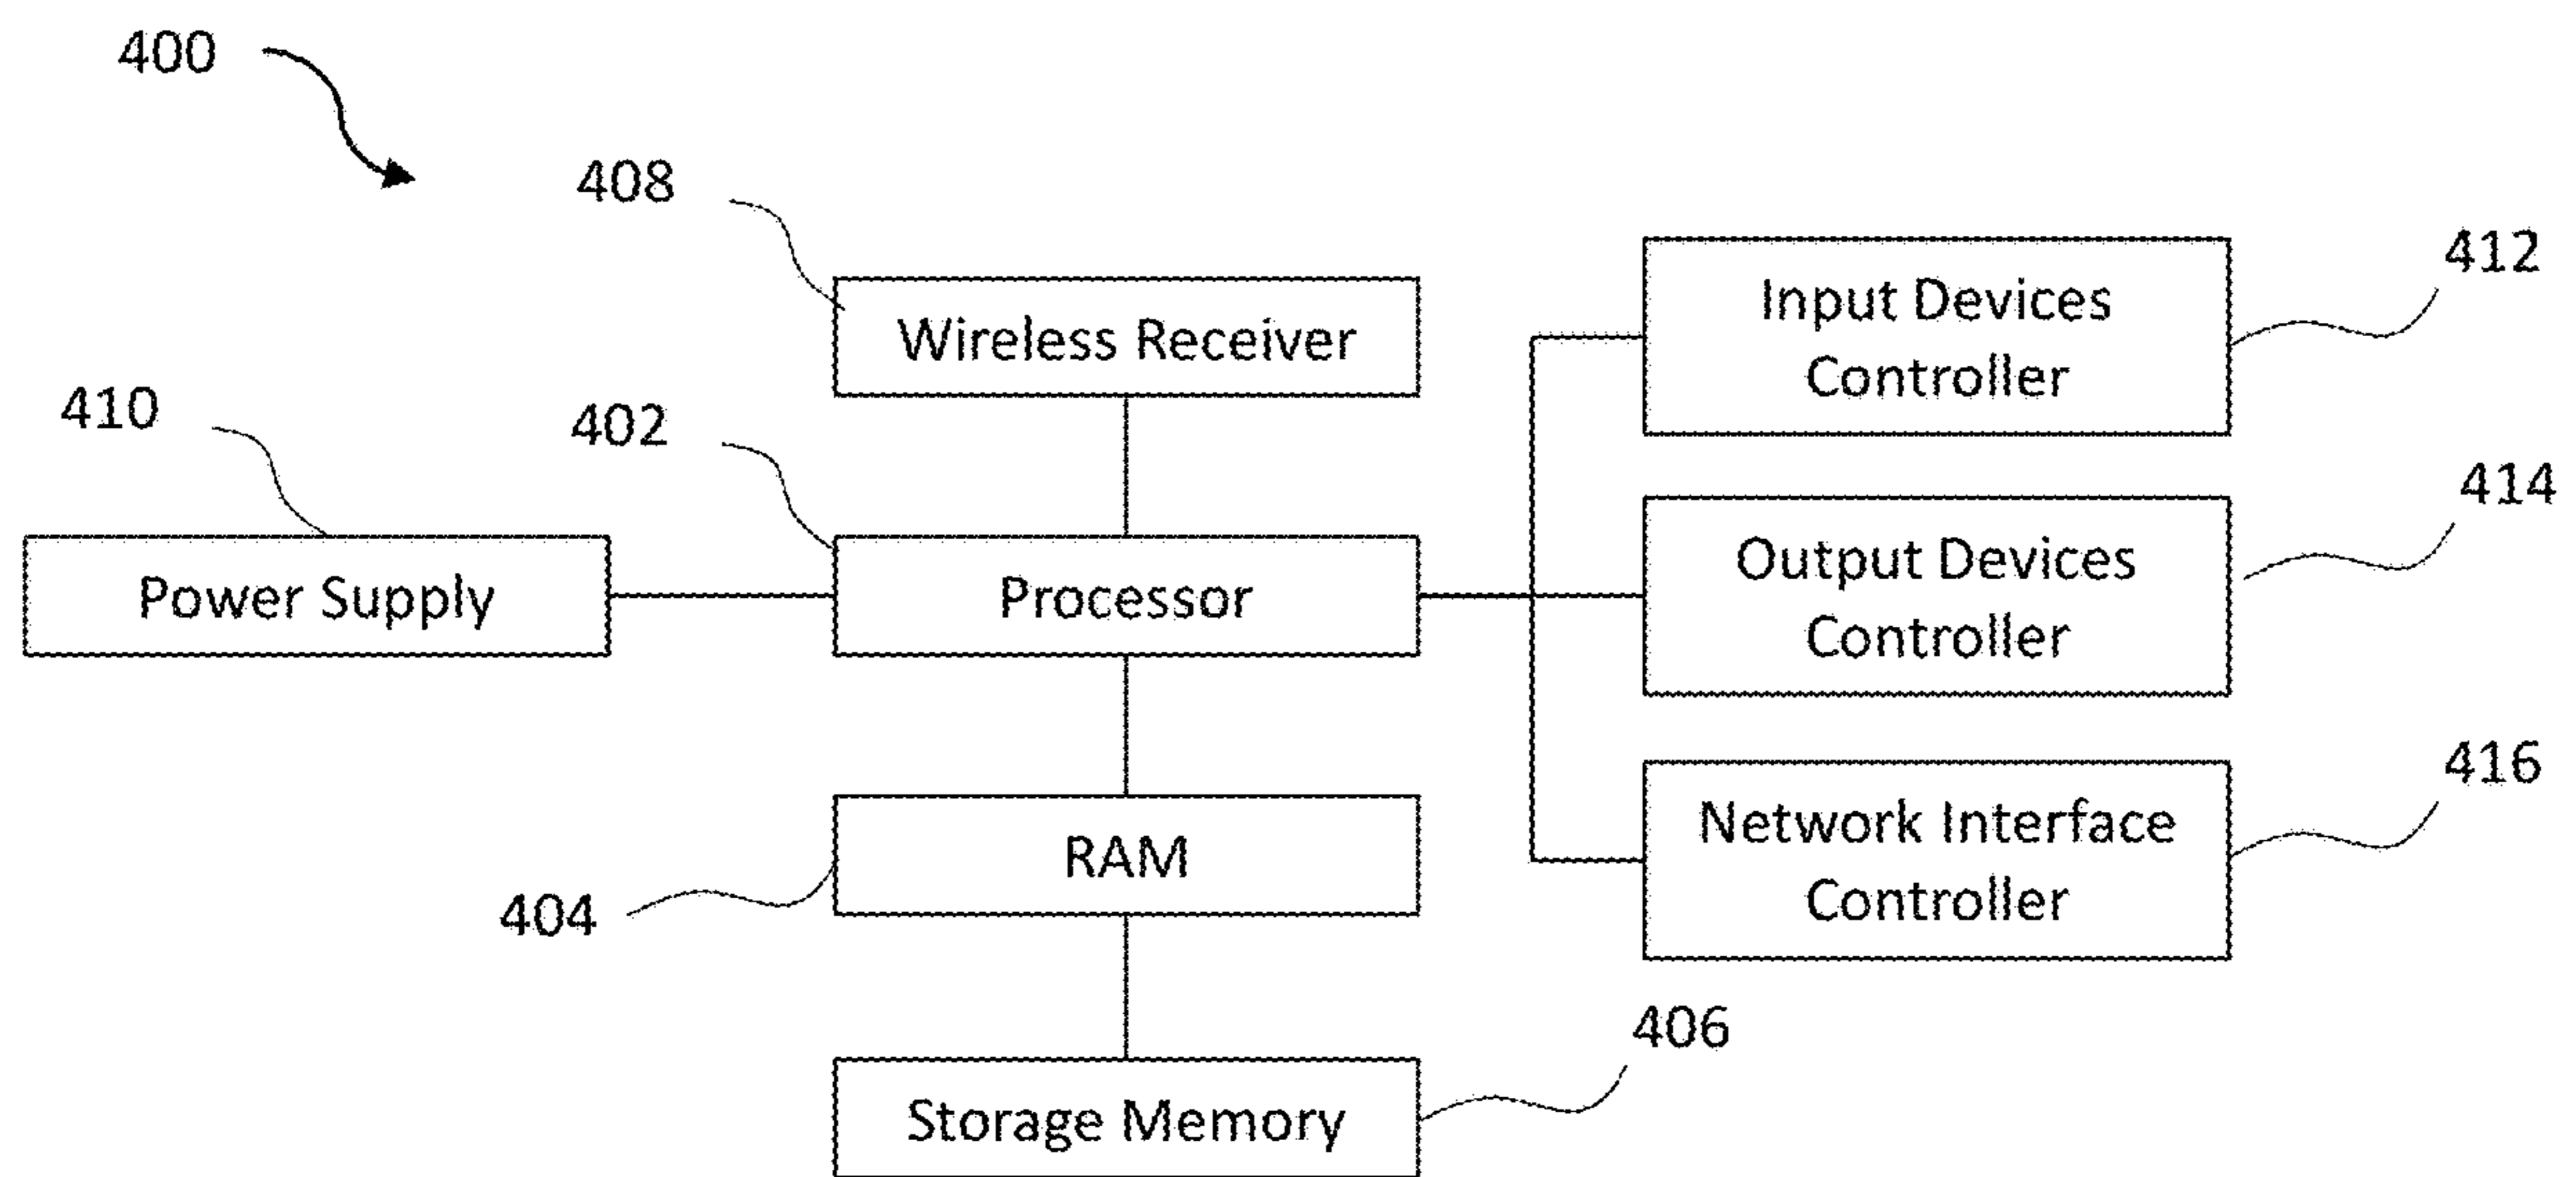 400
408
Wireless Receiver
412
Input Devices
Controller
410
402
Power Supply
Processor
414
Output Devices
Controller
404
RAM
416
Network Interface
Controller
406
Storage Memory